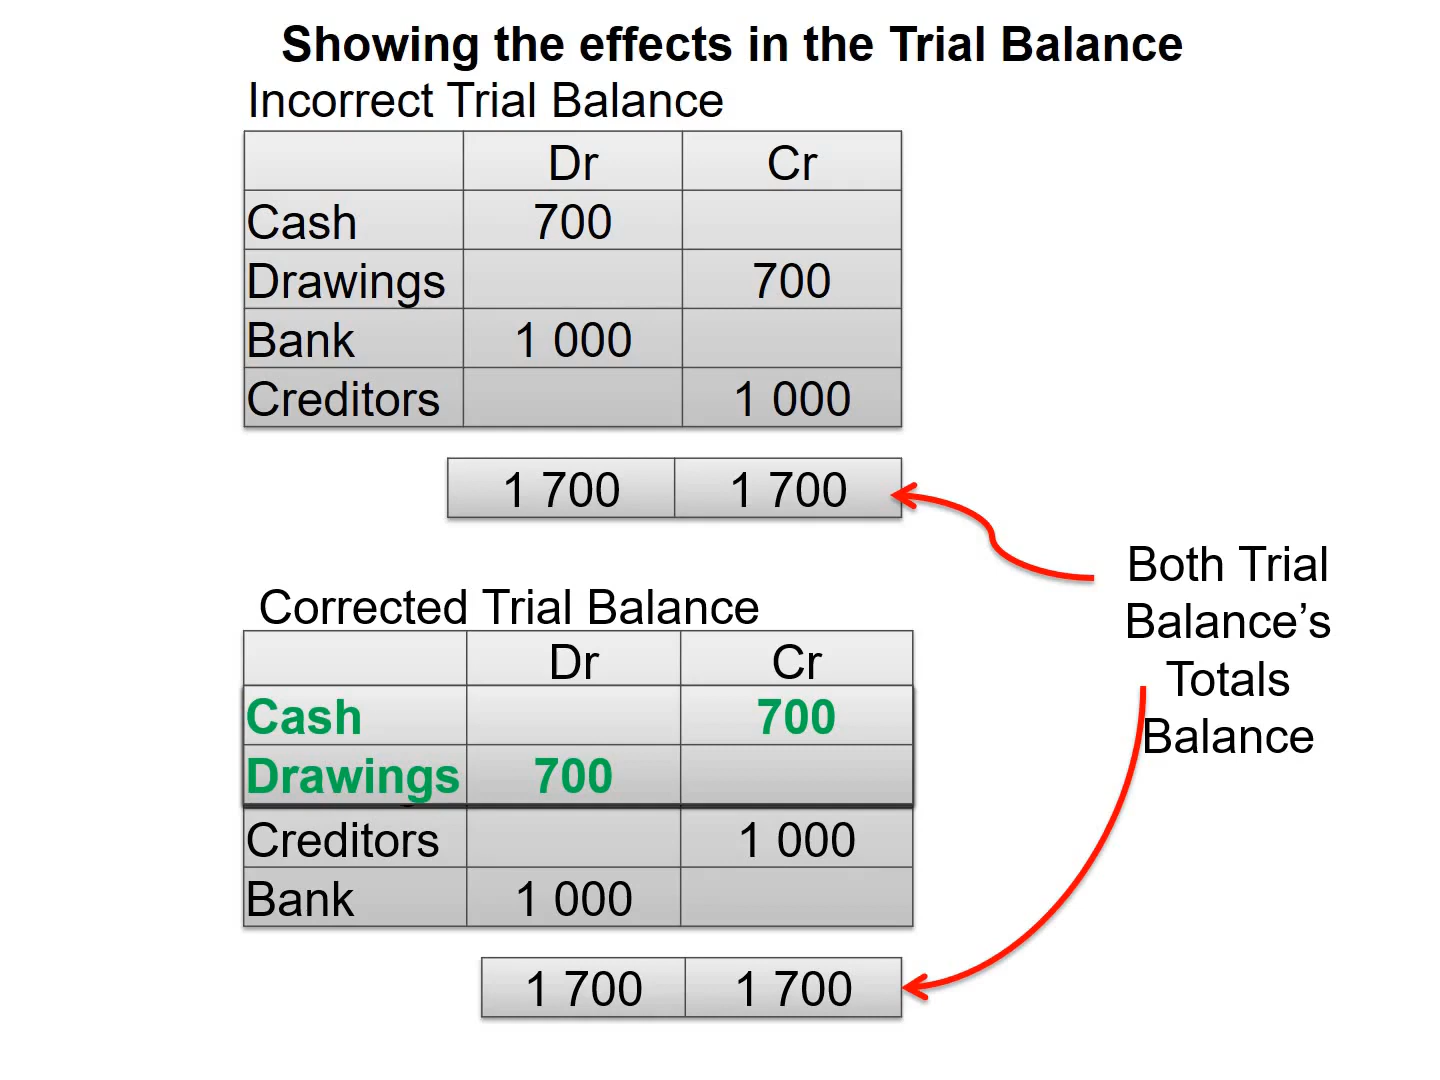 Showing the effects in the Trial Balance
Incorrect Trial Balance
Dr Cr
Cash 700
Drawings 700
Bank 1 000
Creditors 1 000
1 700 1 700
Both Trial
Balance’s
Totals
Balance
Corrected Trial Balance
Dr Cr
Cash 700
Drawings 700
Creditors 1 000
Bank 1 000
1 700 1 700